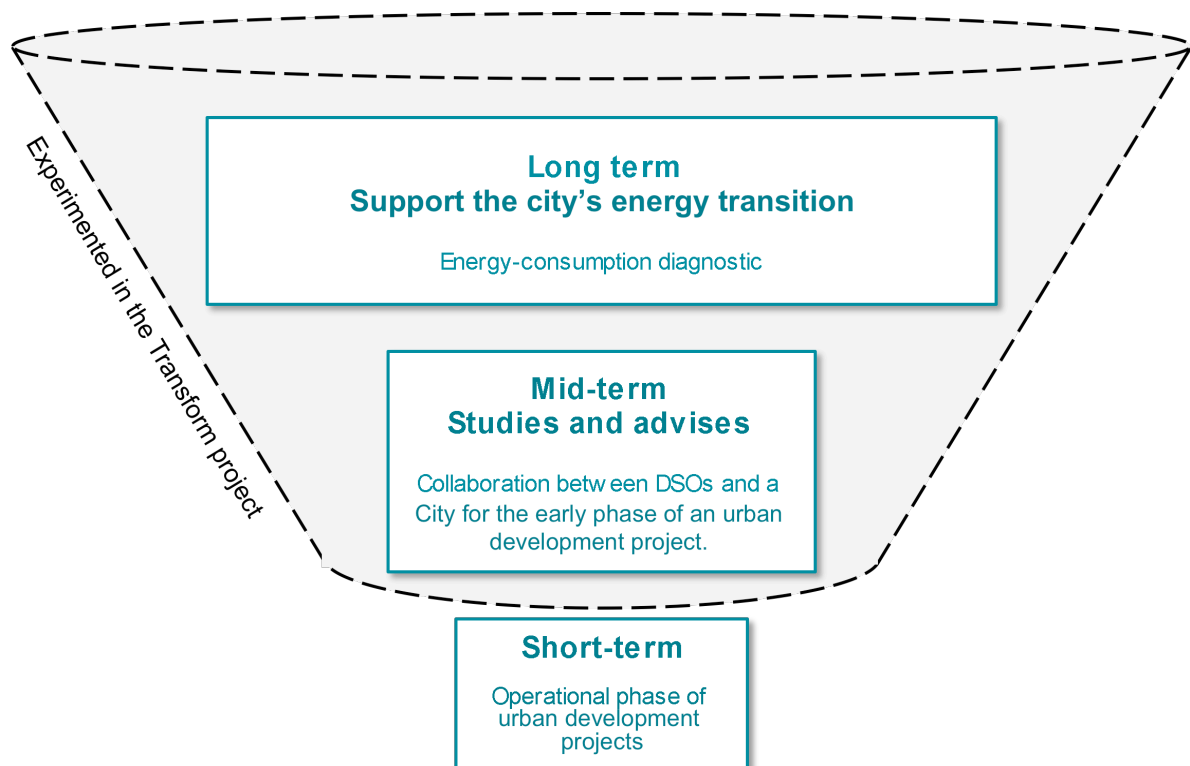 Long term
Support the city’s energy transition
Energy-consumption diagnostic
Experimented in the Transform project
Mid-term
Studies and advises
Collaboration between DSOs and a
City for the early phase of an urban
development project.
Short-term
Operational phase of
urban development
projects